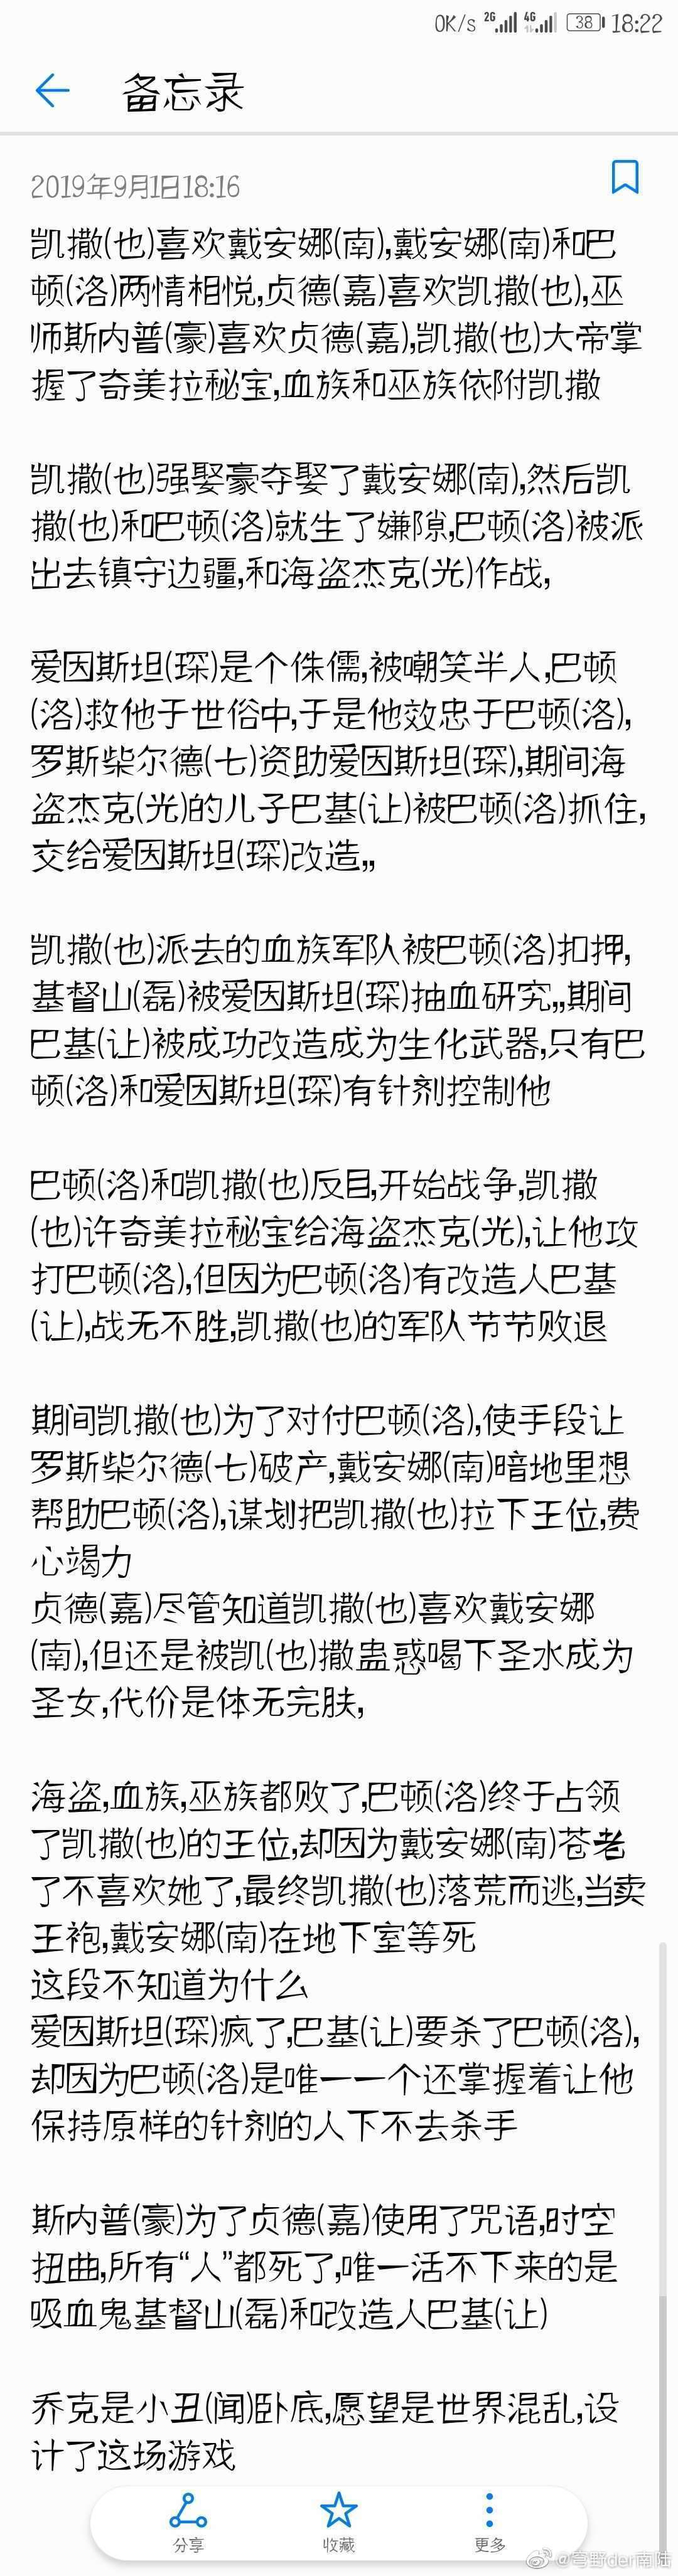 0K/s 2G 4G 38 18:22
备忘录
2019年9月1日18:16
凯撒(也)喜欢戴安娜(南),戴安娜(南)和巴
顿(洛)两情相悦,贞德(嘉)喜欢凯撒(也),巫
师斯内普(豪)喜欢贞德(嘉),凯撒(也)大帝掌
握了奇美拉秘宝,血族和巫族依附凯撒
凯撒(也)强娶豪夺娶了戴安娜(南),然后凯
撒(也)和巴顿(洛)就生了嫌隙,巴顿(洛)被派
出去镇守边疆,和海盗杰克(光)作战,
爱因斯坦(琛)是个侏儒,被嘲笑半人,巴顿
(洛)救他于世俗中,于是他效忠于巴顿(洛),
罗斯柴尔德(七)资助爱因斯坦(琛),期间海
盗杰克(光)的儿子巴基(让)被巴顿(洛)抓住,
交给爱因斯坦(琛)改造,,
凯撒(也)派去的血族军队被巴顿(洛)扣押,
基督山(磊)被爱因斯坦(琛)抽血研究,,期间
巴基(让)被成功改造成为生化武器,只有巴
顿(洛)和爱因斯坦(琛)有针剂控制他
巴顿(洛)和凯撒(也)反目,开始战争,凯撒
(也)许奇美拉秘宝给海盗杰克(光),让他攻
打巴顿(洛),但因为巴顿(洛)有改造人巴基
(让),战无不胜,凯撒(也)的军队节节败退
期间凯撒(也)为了对付巴顿(洛),使手段让
罗斯柴尔德(七)破产,戴安娜(南)暗地里想
帮助巴顿(洛),谋划把凯撒(也)拉下王位,费
心竭力
贞德(嘉)尽管知道凯撒(也)喜欢戴安娜
(南),但还是被凯(也)撒蛊惑喝下圣水成为
圣女,代价是体无完肤,
海盗,血族,巫族都败了,巴顿(洛)终于占领
了凯撒(也)的王位,却因为戴安娜(南)苍老
了不喜欢她了,最终凯撒(也)落荒而逃,当卖
王袍,戴安娜(南)在地下室等死
这段不知道为什么
爱因斯坦(琛)疯了,巴基(让)要杀了巴顿(洛),
却因为巴顿(洛)是唯一一个还掌握着让他
保持原样的针剂的人下不去杀手
斯内普(豪)为了贞德(嘉)使用了咒语,时空
扭曲,所有“人”都死了,唯一活不下来的是
吸血鬼基督山(磊)和改造人巴基(让)
乔克是小丑(闻)卧底,愿望是世界混乱,设
计了这场游戏
分享
收藏
更多
@穹野der南陆